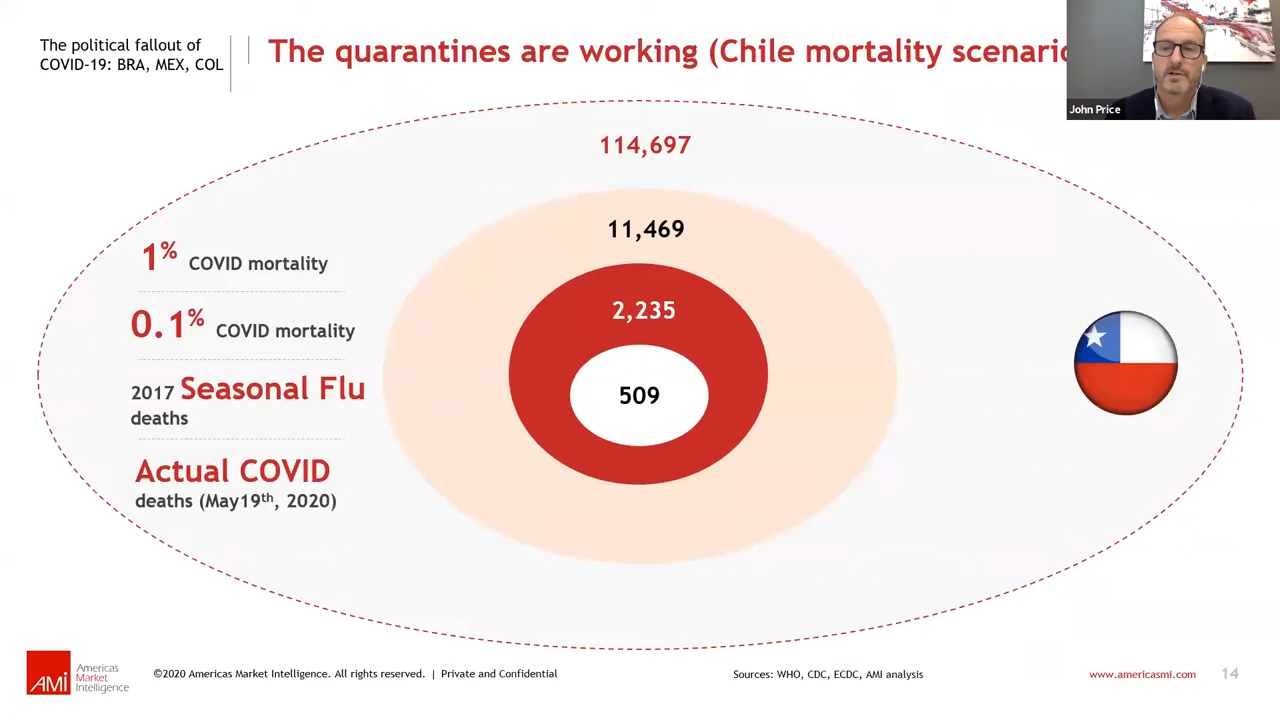 The political fallout of
COVID-19: BRA, MEX, COL
The quarantines are working (Chile mortality scenario
John Price
114,697
11,469
2,235
509
1% COVID mortality
0.1% COVID mortality
2017 Seasonal Flu
deaths
Actual COVID
deaths (May19th, 2020)
AMi
Americas
Market
Intelligence
©2020 Americas Market Intelligence. All rights reserved. | Private and Confidential
Sources: WHO, CDC, ECDC, AMI analysis
www.americasmi.com
14